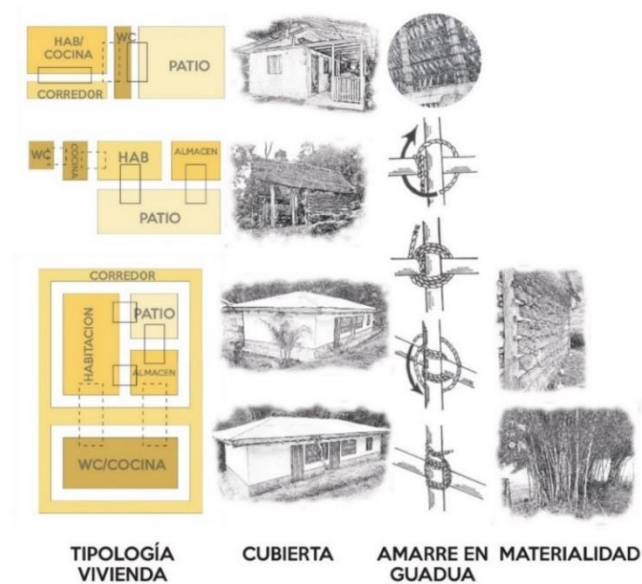 HAB/
COCINA
WC
PATIO
CORREDOR
WC
COCINA
HAB
ALMACEN
PATIO
CORREDOR
HABITACION
PATIO
ALMACEN
WC/COCINA
TIPOLOGÍA
VIVIENDA
CUBIERTA
AMARRE EN
GUADUA
MATERIALIDAD